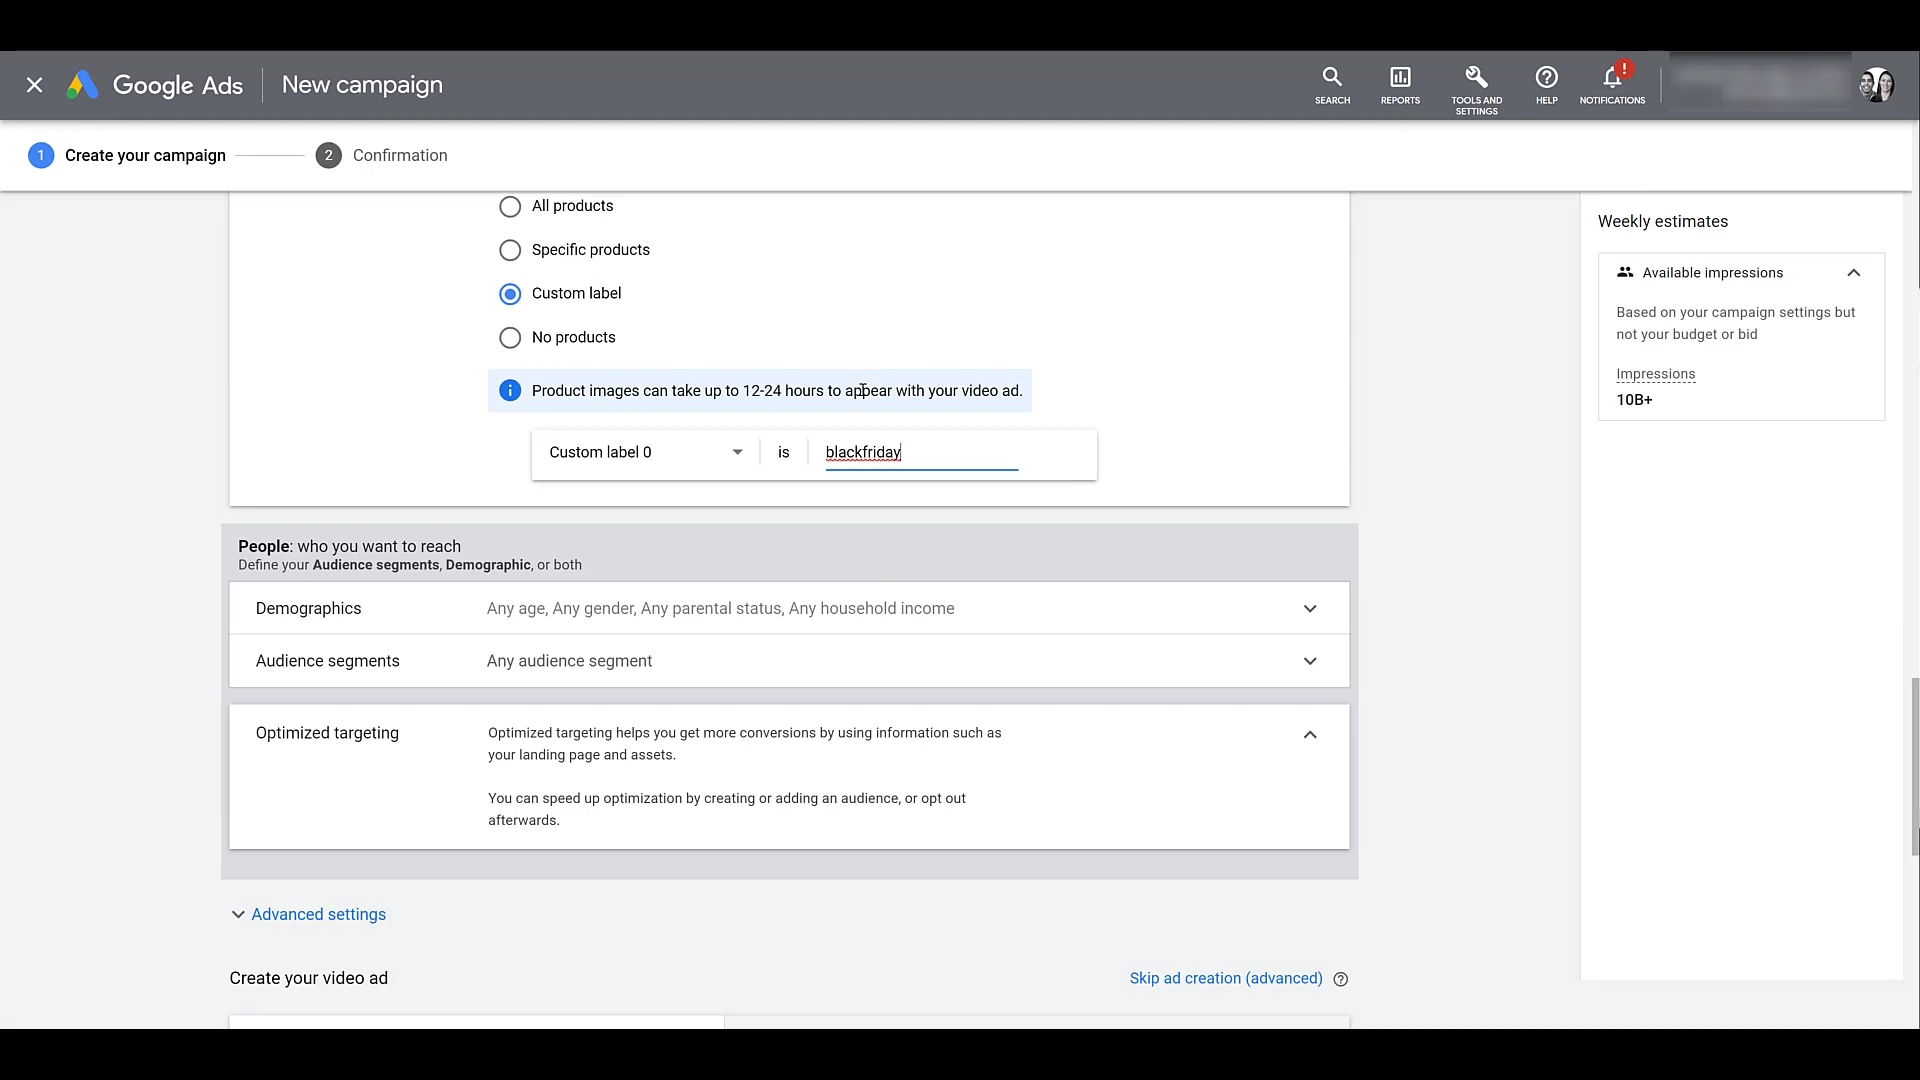 Google Ads
New campaign
SEARCH
REPORTS
TOOLS AND
SETTINGS
HELP
!
NOTIFICATIONS
1 Create your campaign
2 Confirmation
All products
Specific products
Custom label
No products
Product images can take up to 12-24 hours to appear with your video ad.
Custom label 0 is blackfriday
People: who you want to reach
Define your Audience segments, Demographic, or both
Demographics Any age, Any gender, Any parental status, Any household income
Audience segments Any audience segment
Optimized targeting Optimized targeting helps you get more conversions by using information such as
your landing page and assets.
You can speed up optimization by creating or adding an audience, or opt out
afterwards.
Advanced settings
Create your video ad
Skip ad creation (advanced)
Weekly estimates
Available impressions
Based on your campaign settings but
not your budget or bid
Impressions
10B+